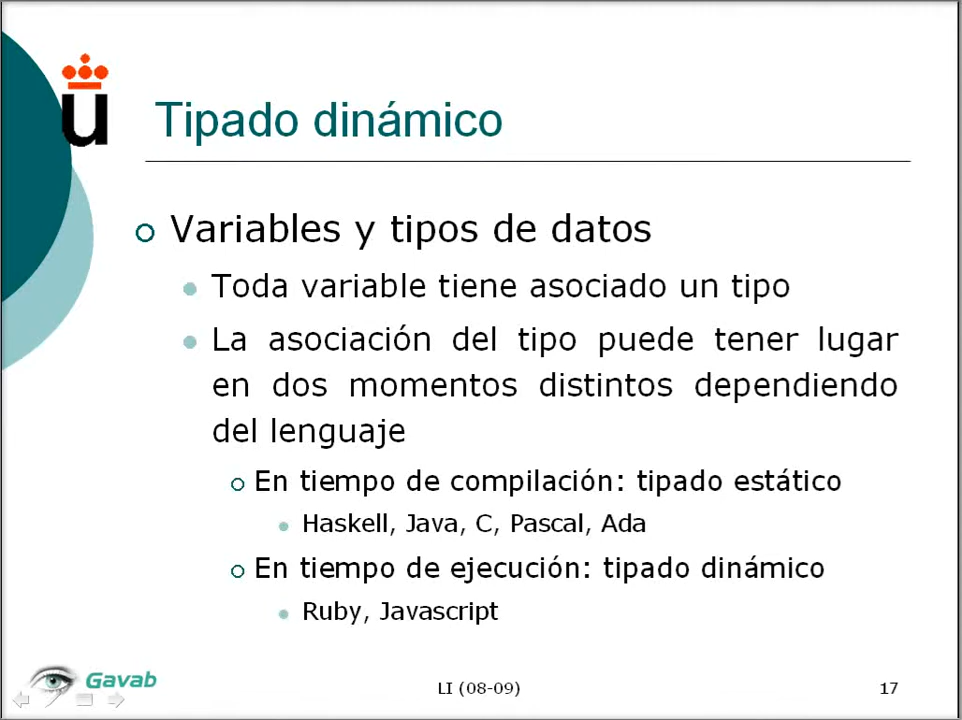 u
Tipado dinámico
Variables y tipos de datos
Toda variable tiene asociado un tipo
La asociación del tipo puede tener lugar
en dos momentos distintos dependiendo
del lenguaje
En tiempo de compilación: tipado estático
Haskell, Java, C, Pascal, Ada
En tiempo de ejecución: tipado dinámico
Ruby, Javascript
Gavab
LI (08-09)
17